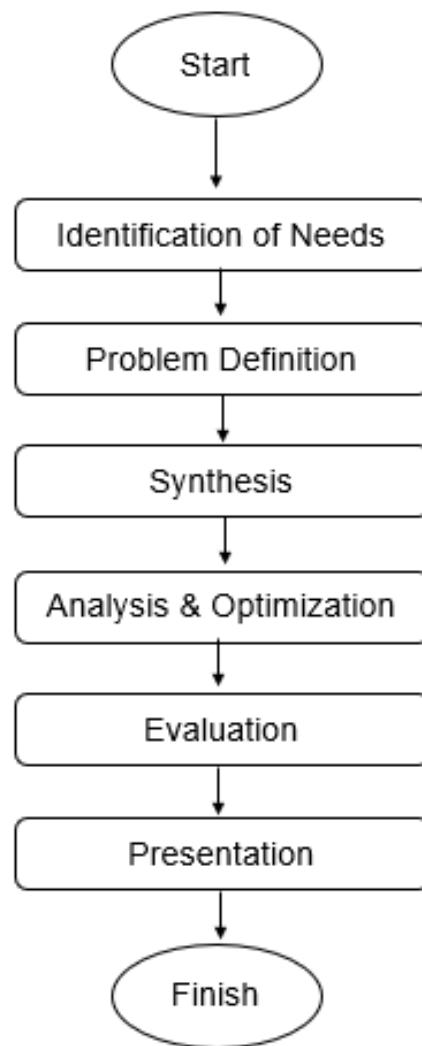 Start
Identification of Needs
Problem Definition
Synthesis
Analysis & Optimization
Evaluation
Presentation
Finish